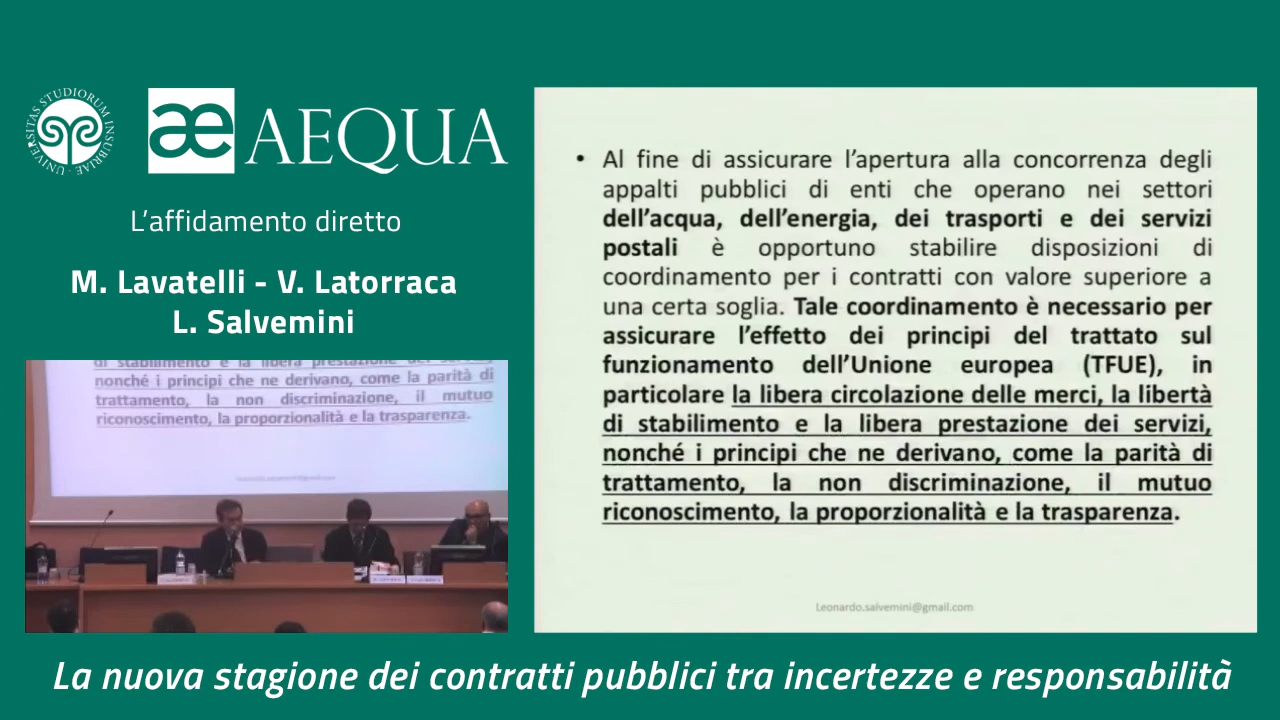 UNIVERSITAS STUDIORUM INSUBRIAE
æ AEQUA
L’affidamento diretto
M. Lavatelli - V. Latorraca
L. Salvemini
di stabilimento e la libera prestazione dei servizi,
nonché i principi che ne derivano, come la parità di
trattamento, la non discriminazione, il mutuo
riconoscimento, la proporzionalità e la trasparenza.
• Al fine di assicurare l’apertura alla concorrenza degli
appalti pubblici di enti che operano nei settori
dell’acqua, dell’energia, dei trasporti e dei servizi
postali è opportuno stabilire disposizioni di
coordinamento per i contratti con valore superiore a
una certa soglia. Tale coordinamento è necessario per
assicurare l’effetto dei principi del trattato sul
funzionamento dell’Unione europea (TFUE), in
particolare la libera circolazione delle merci, la libertà
di stabilimento e la libera prestazione dei servizi,
nonché i principi che ne derivano, come la parità di
trattamento, la non discriminazione, il mutuo
riconoscimento, la proporzionalità e la trasparenza.
Leonardo.salvemini@gmail.com
La nuova stagione dei contratti pubblici tra incertezze e responsabilità